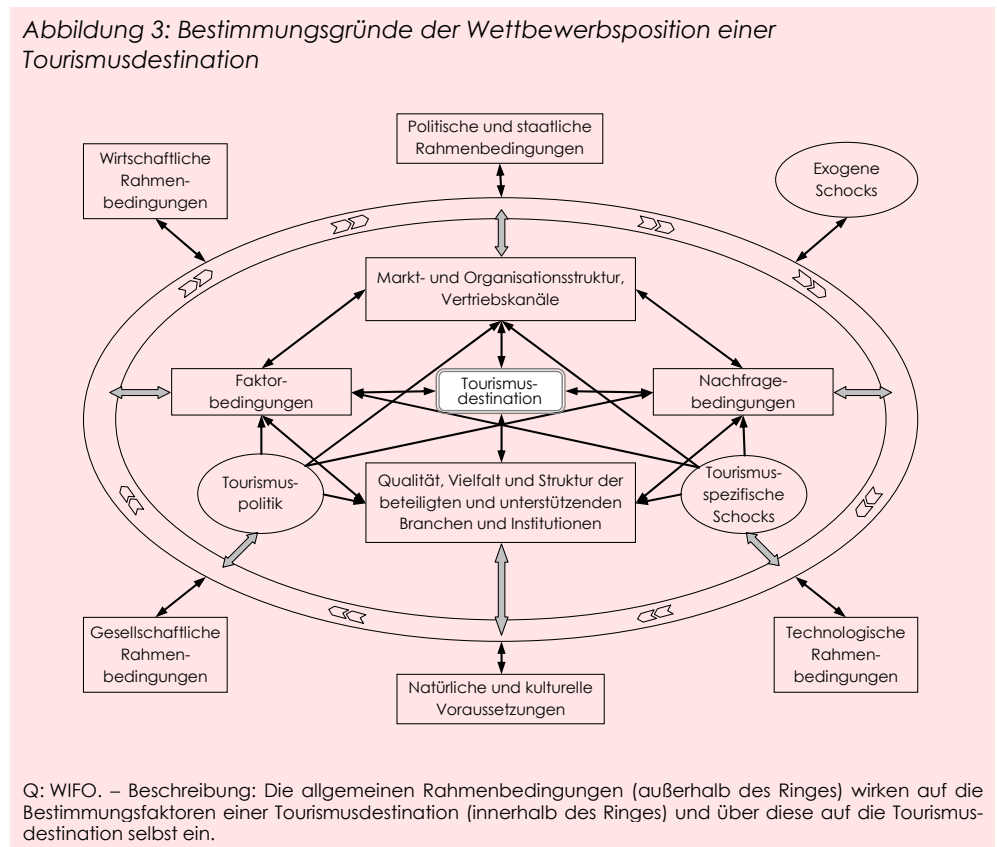 Abbildung 3: Bestimmungsgründe der Wettbewerbsposition einer
Tourismusdestination
Politische und staatliche
Rahmenbedingungen
Wirtschaftliche
Rahmen-
bedingungen
Exogene
Schocks
Markt- und Organisationsstruktur,
Vertriebskanäle
Faktor-
bedingungen
Tourismus-
destination
Nachfrage-
bedingungen
Tourismus-
politik
Qualität, Vielfalt und Struktur der
beteiligten und unterstützenden
Branchen und Institutionen
Tourismus-
spezifische
Schocks
Gesellschaftliche
Rahmen-
bedingungen
Natürliche und kulturelle
Voraussetzungen
Technologische
Rahmen-
bedingungen
Q: WIFO. – Beschreibung: Die allgemeinen Rahmenbedingungen (außerhalb des Ringes) wirken auf die
Bestimmungsfaktoren einer Tourismusdestination (innerhalb des Ringes) und über diese auf die Tourismus-
destination selbst ein.